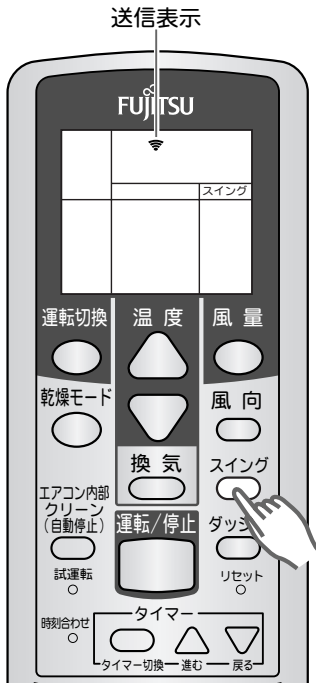 送信表示
FUJITSU
スイング
運転切換
温度
風量
乾燥モード
風向
換気
スイング
エアコン内部
クリーン
(自動停止)
運転/停止
ダッシ
試運転
リセット
時刻合わせ
タイマー
タイマー切換
進む
戻る